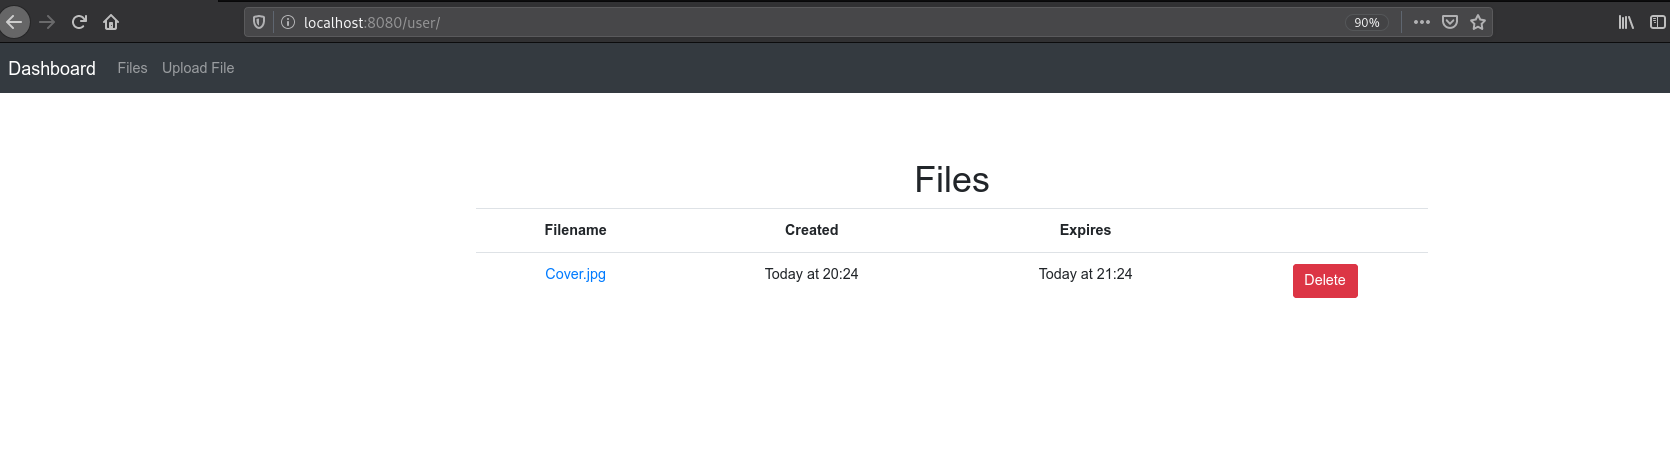 localhost:8080/user/ 90%
Dashboard Files Upload File
Files
Filename Created Expires
Cover.jpg Today at 20:24 Today at 21:24 Delete